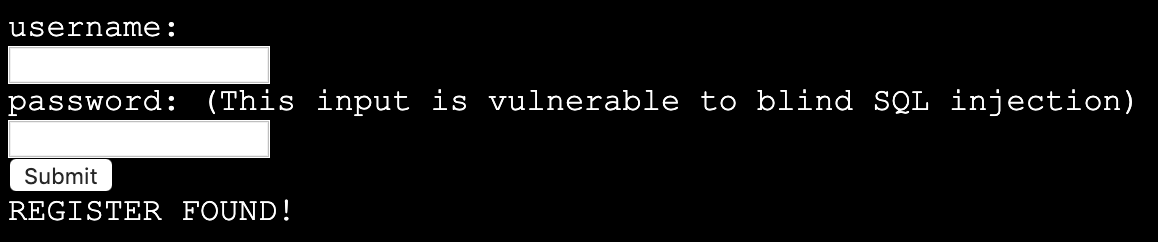 username:
password: (This input is vulnerable to blind SQL injection)
Submit
REGISTER FOUND!